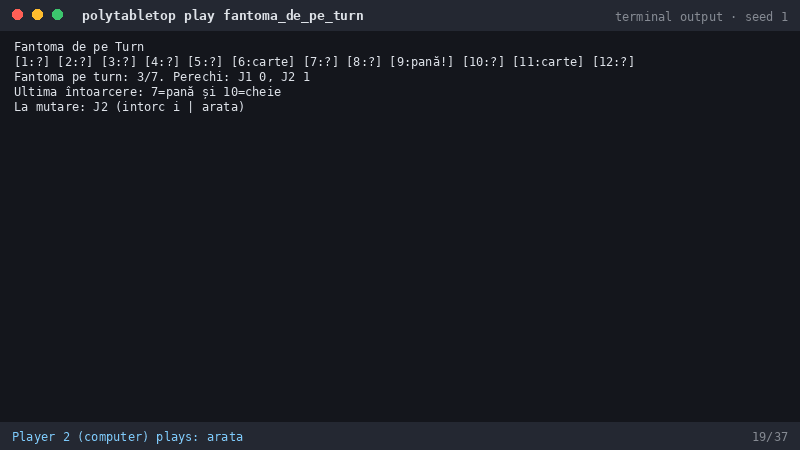 polytabletop play fantoma_de_pe_turn
terminal output · seed 1
Fantoma de pe Turn
[1:?] [2:?] [3:?] [4:?] [5:?] [6:carte] [7:?] [8:?] [9:pană!] [10:?] [11:carte] [12:?]
Fantoma pe turn: 3/7. Perechi: J1 0, J2 1
Ultima întoarcere: 7=pană și 10=cheie
La mutare: J2 (intorc i | arata)
Player 2 (computer) plays: arata
19/37